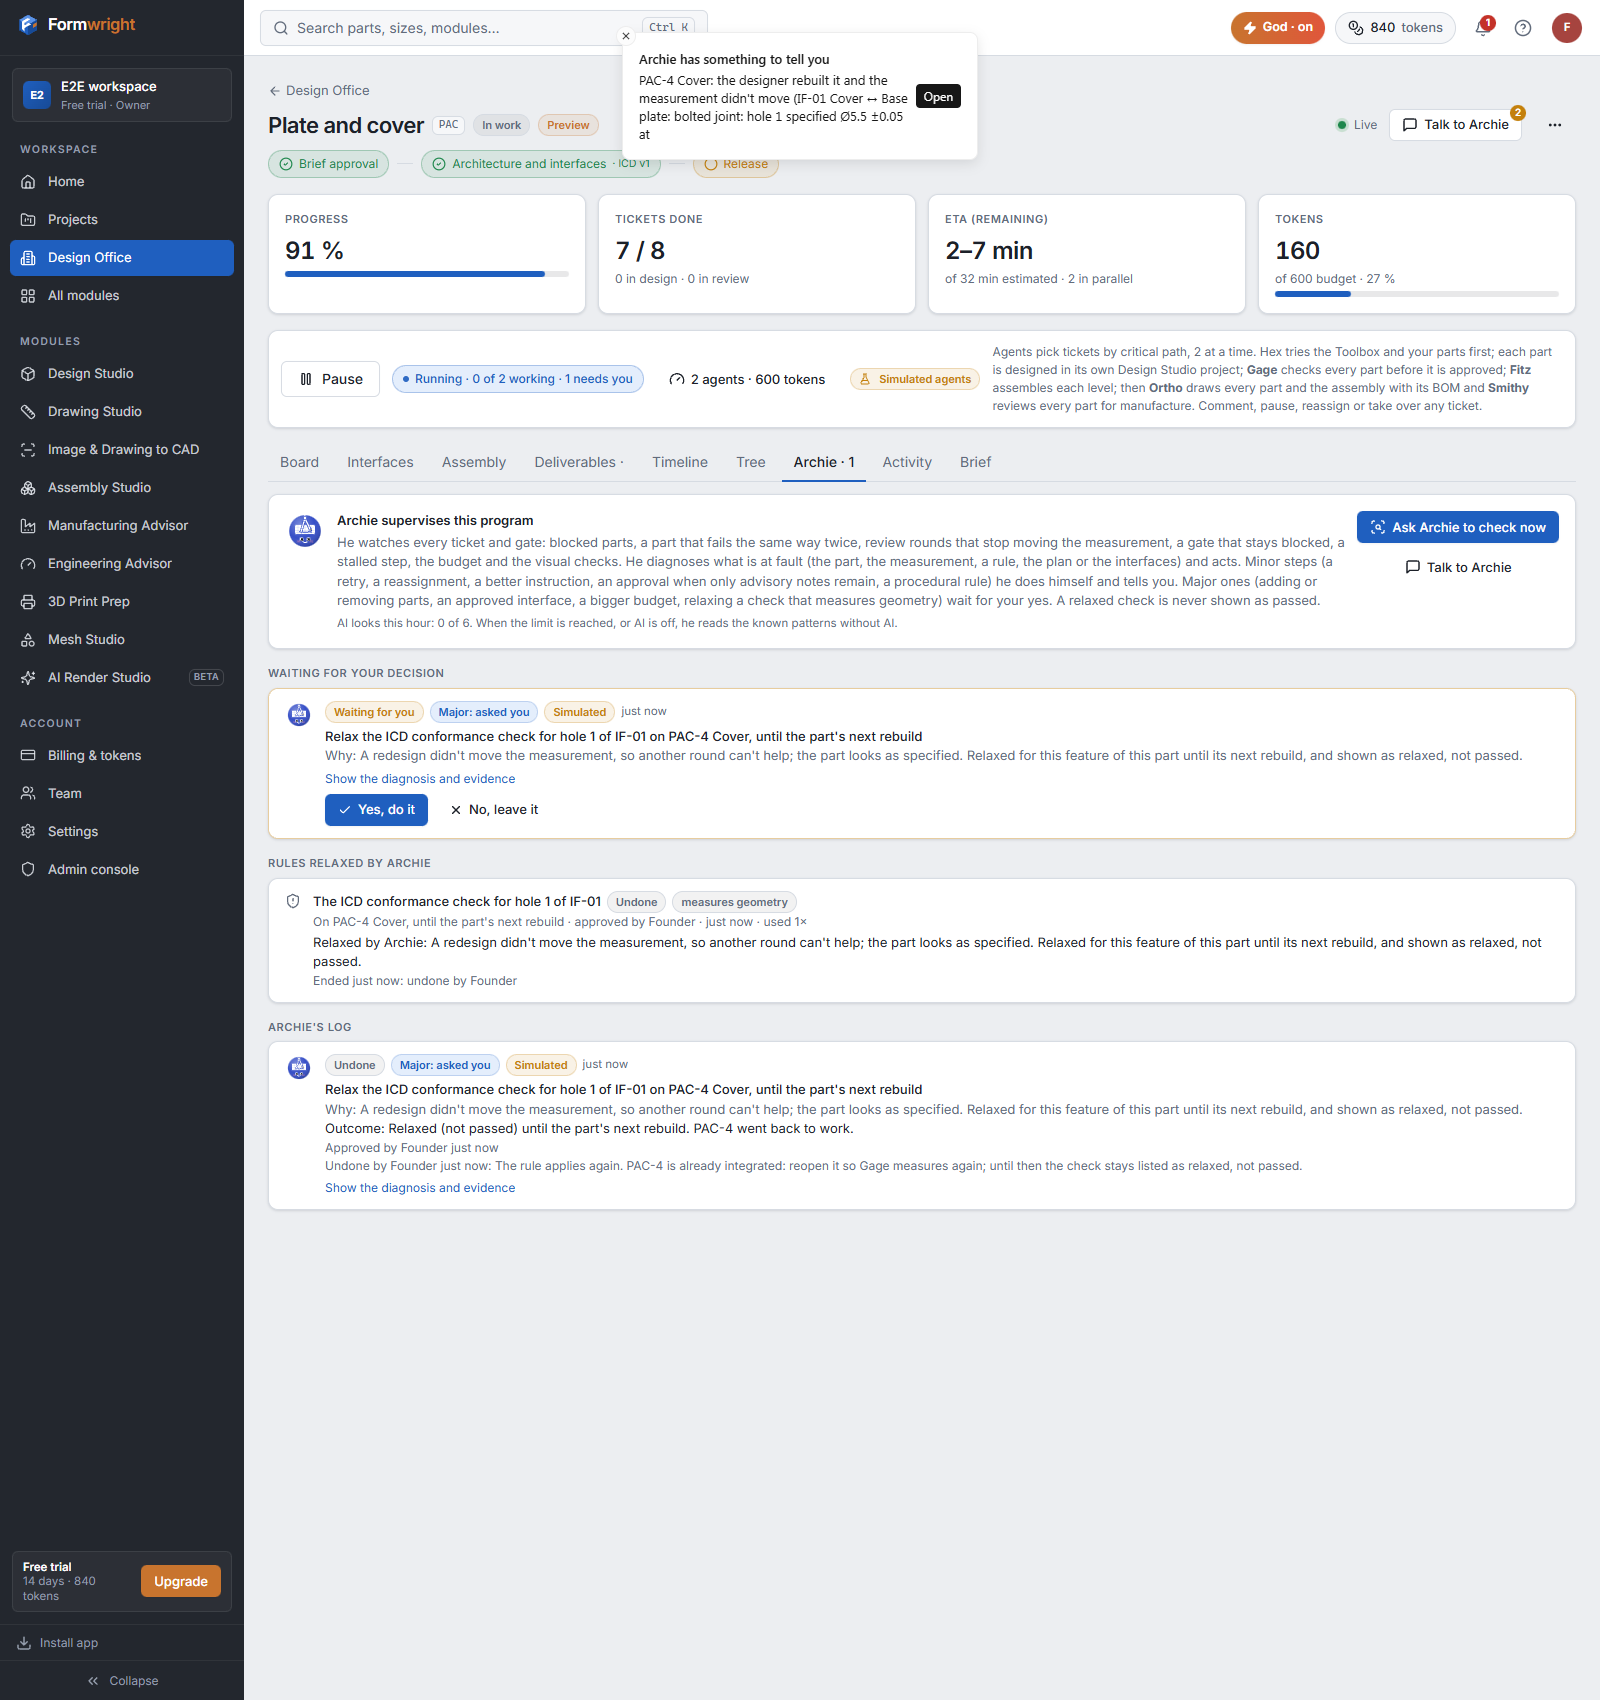 Formwright
Search parts, sizes, modules...
Ctrl K
God · on
840 tokens
1
F
E2
E2E workspace
Free trial · Owner
WORKSPACE
Home
Projects
Design Office
All modules
MODULES
Design Studio
Drawing Studio
Image & Drawing to CAD
Assembly Studio
Manufacturing Advisor
Engineering Advisor
3D Print Prep
Mesh Studio
AI Render Studio BETA
ACCOUNT
Billing & tokens
Team
Settings
Admin console
Free trial
14 days · 840
tokens
Upgrade
Install app
Collapse
Archie has something to tell you
PAC-4 Cover: the designer rebuilt it and the
measurement didn't move (IF-01 Cover ↔ Base
plate: bolted joint: hole 1 specified Ø5.5 ±0.05
at
Open
Design Office
Plate and cover PAC In work Preview
Live
Talk to Archie
2
Brief approval
Architecture and interfaces · ICD v1
Release
PROGRESS
91 %
TICKETS DONE
7 / 8
0 in design · 0 in review
ETA (REMAINING)
2–7 min
of 32 min estimated · 2 in parallel
TOKENS
160
of 600 budget · 27 %
Pause
Running · 0 of 2 working · 1 needs you
2 agents · 600 tokens
Simulated agents
Agents pick tickets by critical path, 2 at a time. Hex tries the Toolbox and your parts first; each part
is designed in its own Design Studio project; Gage checks every part before it is approved; Fitz
assembles each level; then Ortho draws every part and the assembly with its BOM and Smithy
reviews every part for manufacture. Comment, pause, reassign or take over any ticket.
Board Interfaces Assembly Deliverables · Timeline Tree Archie · 1 Activity Brief
Archie supervises this program
He watches every ticket and gate: blocked parts, a part that fails the same way twice, review rounds that stop moving the measurement, a gate that stays blocked, a
stalled step, the budget and the visual checks. He diagnoses what is at fault (the part, the measurement, a rule, the plan or the interfaces) and acts. Minor steps (a
retry, a reassignment, a better instruction, an approval when only advisory notes remain, a procedural rule) he does himself and tells you. Major ones (adding or
removing parts, an approved interface, a bigger budget, relaxing a check that measures geometry) wait for your yes. A relaxed check is never shown as passed.
AI looks this hour: 0 of 6. When the limit is reached, or AI is off, he reads the known patterns without AI.
Ask Archie to check now
Talk to Archie
WAITING FOR YOUR DECISION
Waiting for you Major: asked you Simulated just now
Relax the ICD conformance check for hole 1 of IF-01 on PAC-4 Cover, until the part's next rebuild
Why: A redesign didn't move the measurement, so another round can't help; the part looks as specified. Relaxed for this feature of this part until its next rebuild, and shown as relaxed, not passed.
Show the diagnosis and evidence
Yes, do it
No, leave it
RULES RELAXED BY ARCHIE
The ICD conformance check for hole 1 of IF-01 Undone measures geometry
On PAC-4 Cover, until the part's next rebuild · approved by Founder · just now · used 1×
Relaxed by Archie: A redesign didn't move the measurement, so another round can't help; the part looks as specified. Relaxed for this feature of this part until its next rebuild, and shown as relaxed, not
passed.
Ended just now: undone by Founder
ARCHIE'S LOG
Undone Major: asked you Simulated just now
Relax the ICD conformance check for hole 1 of IF-01 on PAC-4 Cover, until the part's next rebuild
Why: A redesign didn't move the measurement, so another round can't help; the part looks as specified. Relaxed for this feature of this part until its next rebuild, and shown as relaxed, not passed.
Outcome: Relaxed (not passed) until the part's next rebuild. PAC-4 went back to work.
Approved by Founder just now
Undone by Founder just now: The rule applies again. PAC-4 is already integrated: reopen it so Gage measures again; until then the check stays listed as relaxed, not passed.
Show the diagnosis and evidence